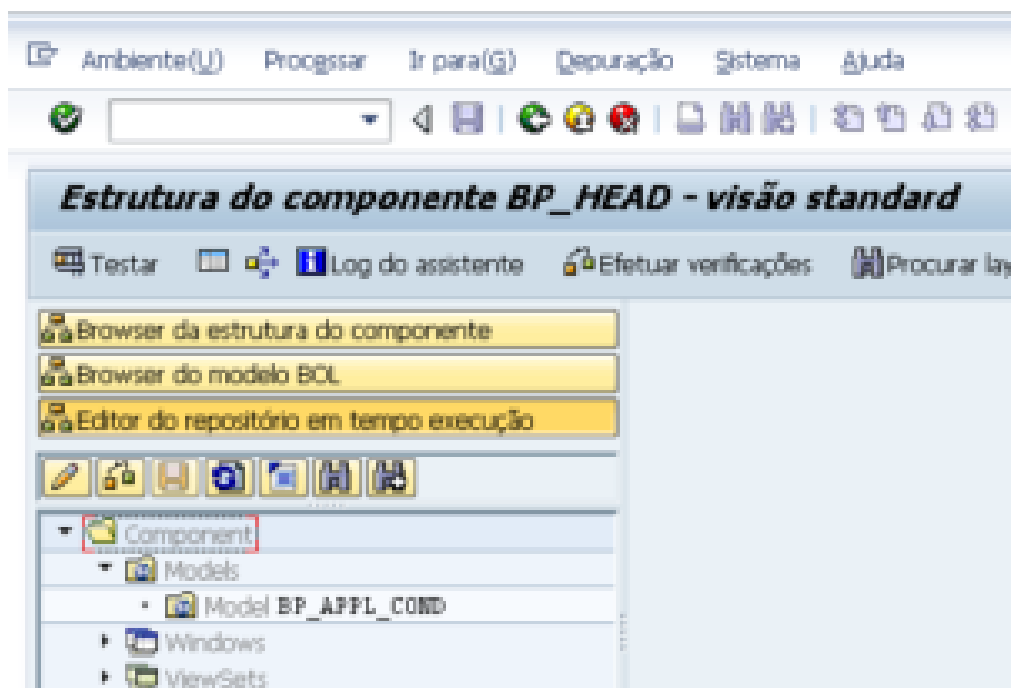 Ambiente(U) Processar Ir para(G) Depuração Sistema Ajuda
Estrutura do componente BP_HEAD - visão standard
Testar Log do assistente Efetuar verificações Procurar lay
Browser da estrutura do componente
Browser do modelo BOL
Editor do repositório em tempo execução
Component
Models
Model BP_APPL_COND
Windows
ViewSets